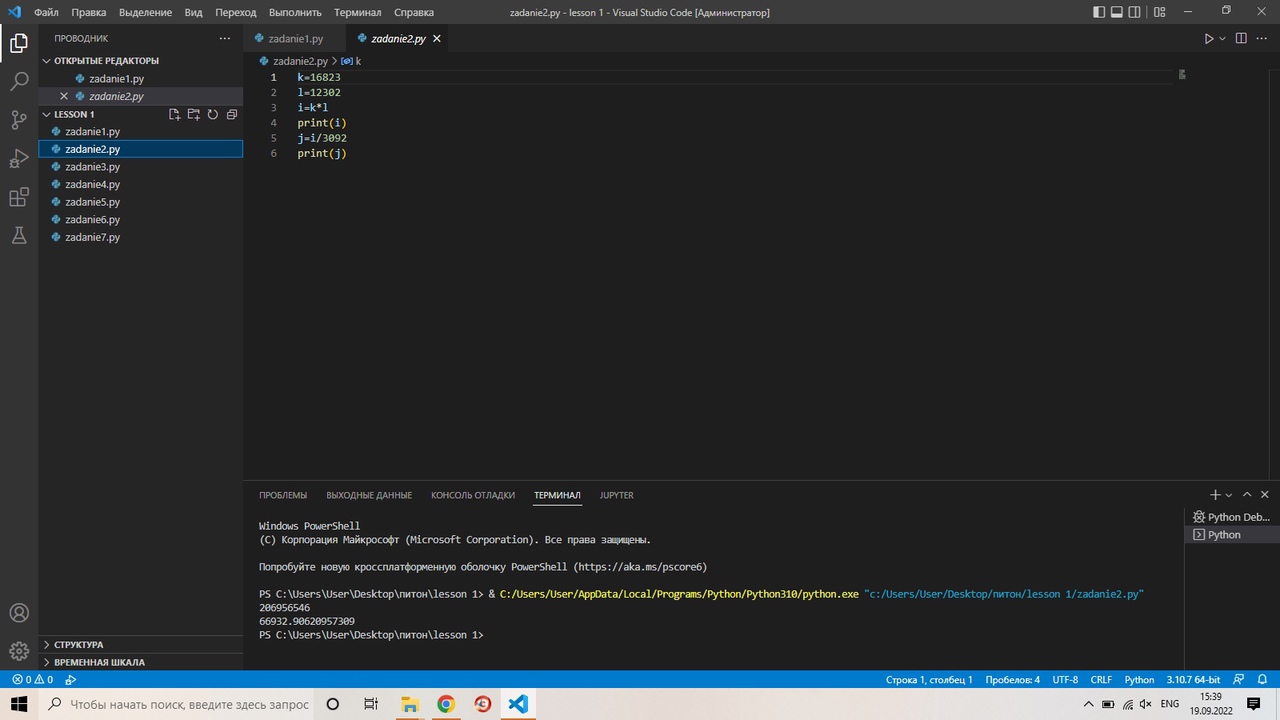 Файл Правка Выделение Вид Переход Выполнить Терминал Справка zadanie2.py - lesson 1 - Visual Studio Code [Администратор]
ПРОВОДНИК
zadanie1.py zadanie2.py
ОТКРЫТЫЕ РЕДАКТОРЫ
zadanie1.py
zadanie2.py
LESSON 1
zadanie1.py
zadanie2.py
zadanie3.py
zadanie4.py
zadanie5.py
zadanie6.py
zadanie7.py
СТРУКТУРА
ВРЕМЕННАЯ ШКАЛА
zadanie2.py > k
1 k=16823
2 l=12302
3 i=k*l
4 print(i)
5 j=i/3092
6 print(j)
ПРОБЛЕМЫ ВЫХОДНЫЕ ДАННЫЕ КОНСОЛЬ ОТЛАДКИ ТЕРМИНАЛ JUPYTER
Windows PowerShell
(C) Корпорация Майкрософт (Microsoft Corporation). Все права защищены.
Попробуйте новую кроссплатформенную оболочку PowerShell (https://aka.ms/pscore6)
PS C:\Users\User\Desktop\питон\lesson 1> & C:/Users/User/AppData/Local/Programs/Python/Python310/python.exe "c:/Users/User/Desktop/питон/lesson 1/zadanie2.py"
206956546
66932.90620957309
PS C:\Users\User\Desktop\питон\lesson 1>
Python Deb...
Python
0 0 Строка 1, столбец 1 Пробелов: 4 UTF-8 CRLF Python 3.10.7 64-bit
Чтобы начать поиск, введите здесь запрос ENG 15:39
19.09.2022